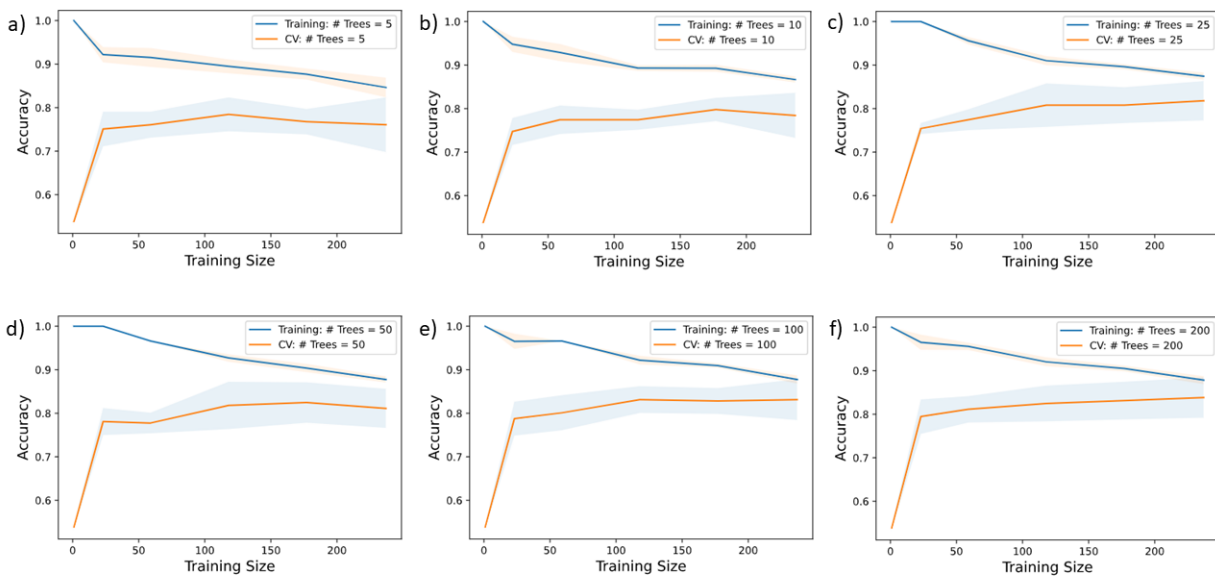 a)
1.0
0.9
0.8
0.7
0.6
Accuracy
0
50
100
150
200
Training Size
Training: # Trees = 5
CV: # Trees = 5
b)
1.0
0.9
0.8
0.7
0.6
Accuracy
0
50
100
150
200
Training Size
Training: # Trees = 10
CV: # Trees = 10
c)
1.0
0.9
0.8
0.7
0.6
Accuracy
0
50
100
150
200
Training Size
Training: # Trees = 25
CV: # Trees = 25
d)
1.0
0.9
0.8
0.7
0.6
Accuracy
0
50
100
150
200
Training Size
Training: # Trees = 50
CV: # Trees = 50
e)
1.0
0.9
0.8
0.7
0.6
Accuracy
0
50
100
150
200
Training Size
Training: # Trees = 100
CV: # Trees = 100
f)
1.0
0.9
0.8
0.7
0.6
Accuracy
0
50
100
150
200
Training Size
Training: # Trees = 200
CV: # Trees = 200